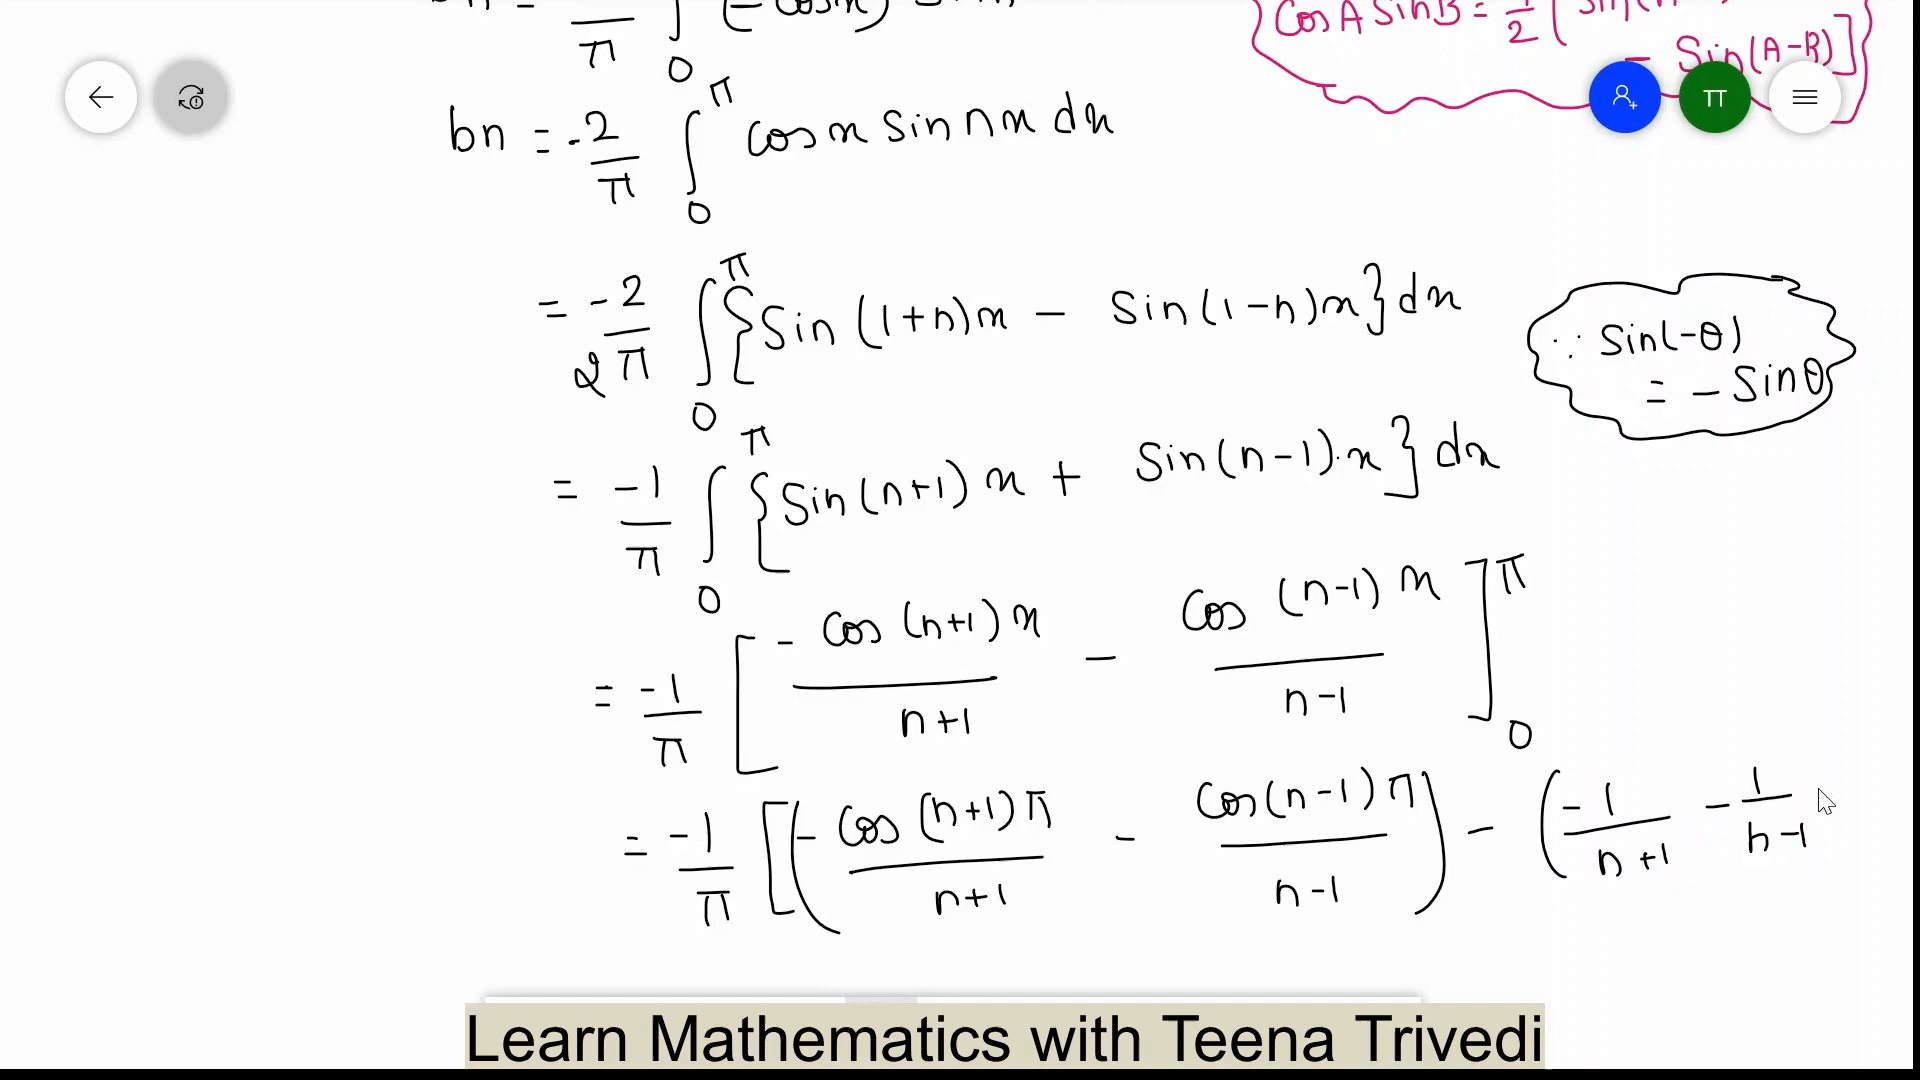 π 0
Cos A Sin B = 1/2 [
- Sin(A-B)]
TT
bn = -2/π ∫₀^π cos x sin nx dx
= -2/2π ∫₀^π {Sin (1+n)x - Sin(1-n)x} dx
∵ Sin(-θ)
= - Sinθ
= -1/π ∫₀^π {Sin(n+1)x + Sin(n-1).x} dx
= -1/π [- Cos (n+1)x / n+1 - Cos (n-1)x / n-1]₀^π
= -1/π [(- Cos (n+1)π / n+1 - Cos(n-1)π / n-1) - (-1/n+1 - 1/n-1
Learn Mathematics with Teena Trivedi